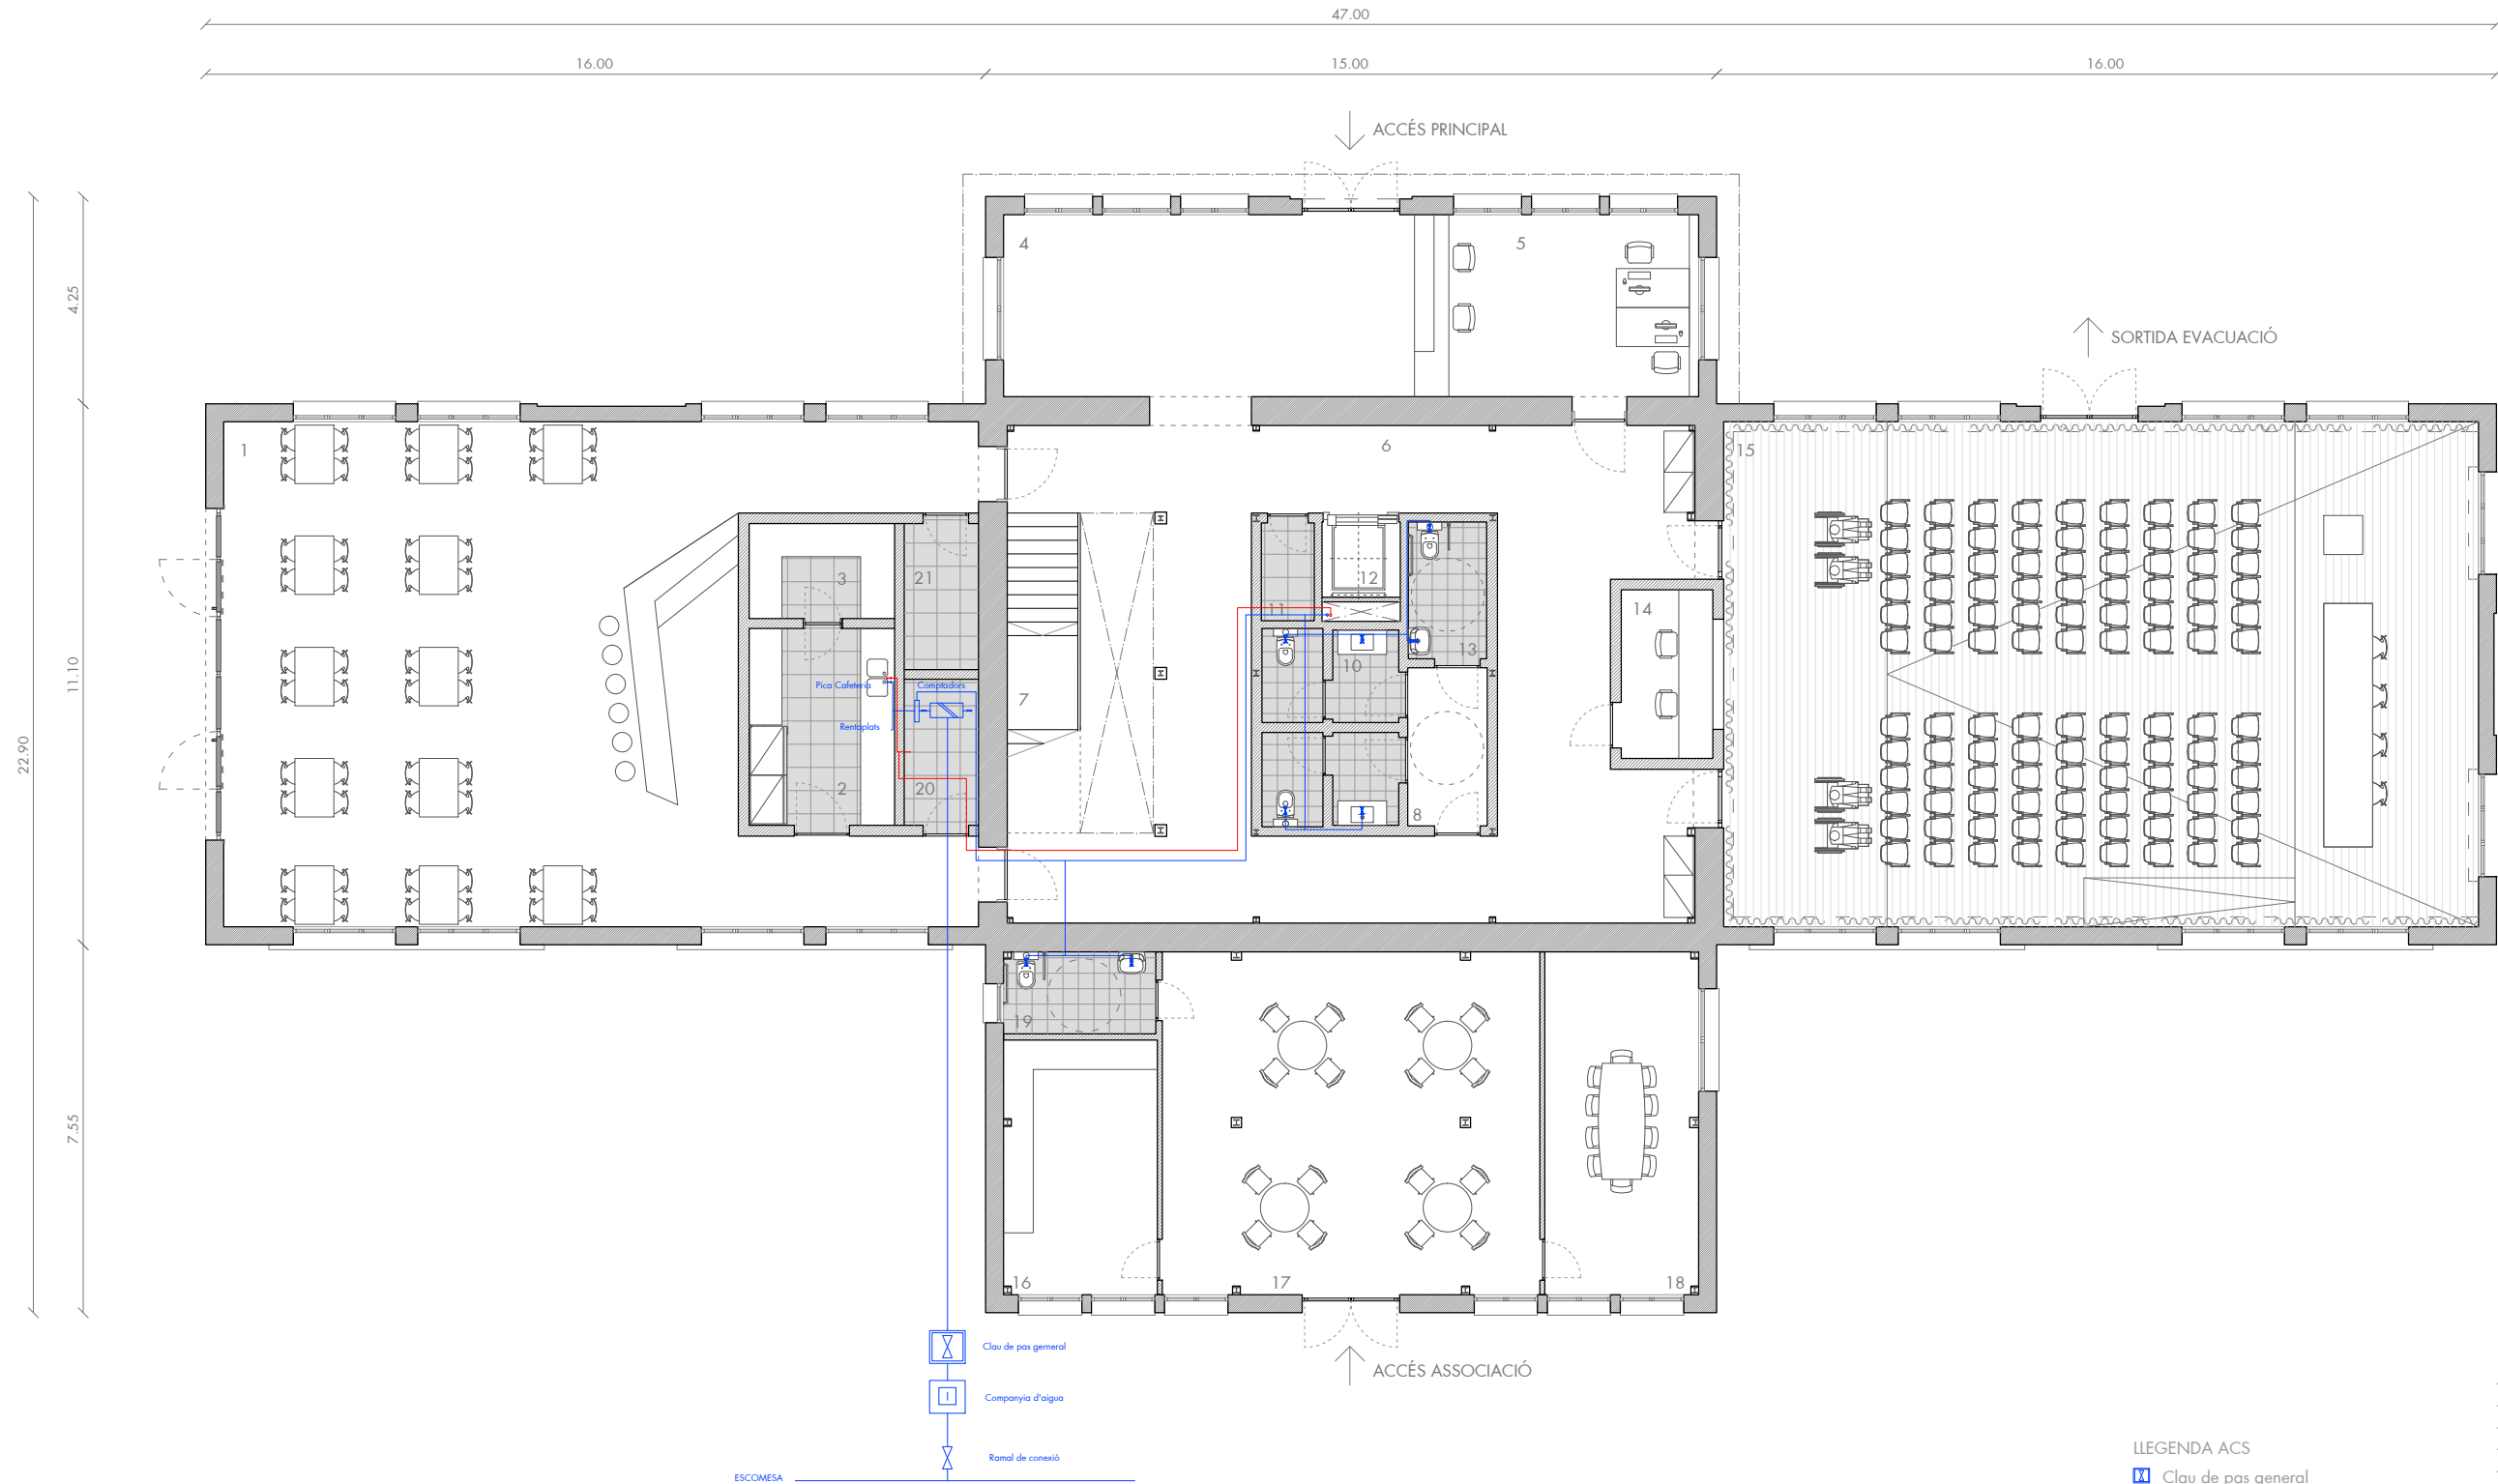 47.00
16.00
15.00
16.00
ACCÉS PRINCIPAL
4
5
4.25
SORTIDA EVACUACIÓ
1
6
15
3
21
12
11
14
10
13
Pica Cafeteria
Comptadors
7
11.10
Rentaplats
22.90
2
20
8
19
7.55
16
17
18
Clau de pas gerneral
ACCÉS ASSOCIACIÓ
Companyia d'aigua
LLEGENDA ACS
Ramal de conexió
ESCOMESA
Clau de pas general